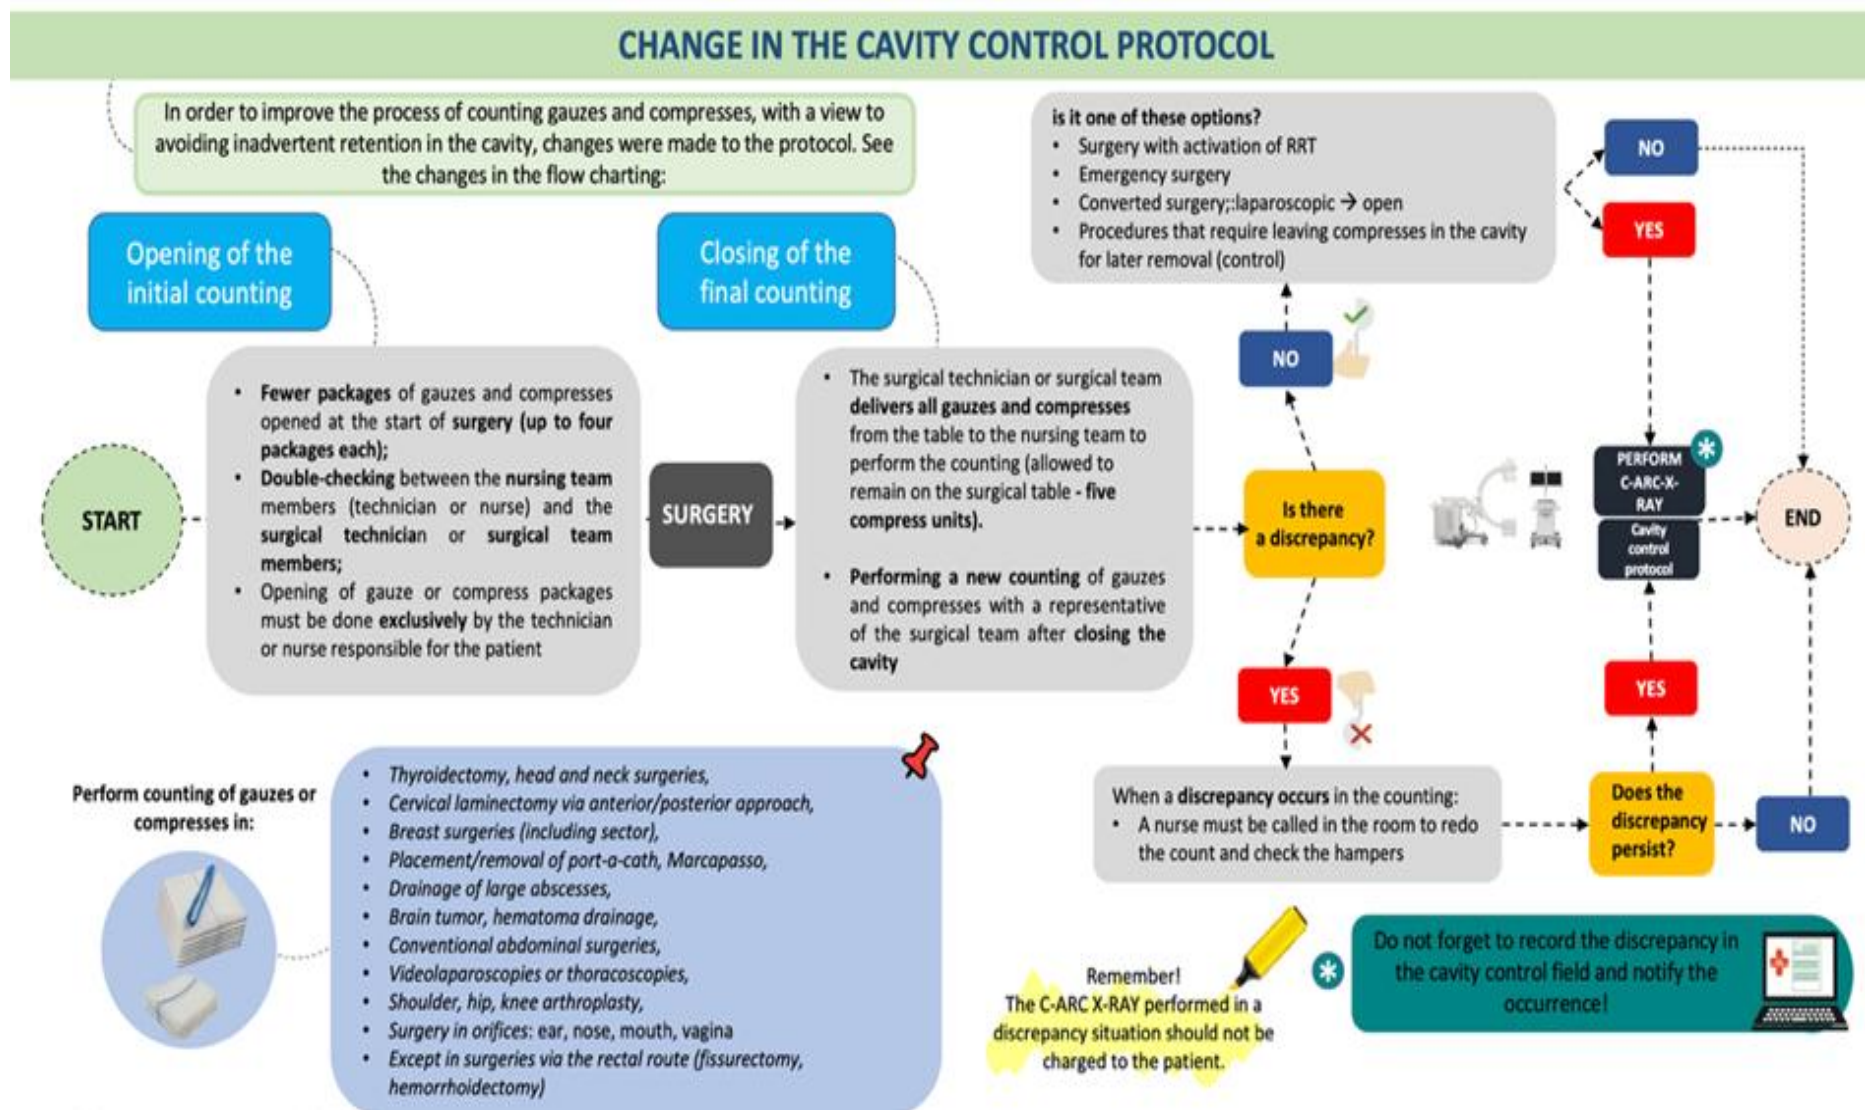 CHANGE IN THE CAVITY CONTROL PROTOCOL
In order to improve the process of counting gauzes and compresses, with a view to
avoiding inadvertent retention in the cavity, changes were made to the protocol. See
the changes in the flow charting:
Opening of the
initial counting
Closing of the
final counting
is it one of these options?
• Surgery with activation of RRT
• Emergency surgery
• Converted surgery;:laparoscopic → open
• Procedures that require leaving compresses in the cavity
for later removal (control)
NO
YES
START
• Fewer packages of gauzes and compresses
opened at the start of surgery (up to four
packages each);
• Double-checking between the nursing team
members (technician or nurse) and the
surgical technician or surgical team
members;
• Opening of gauze or compress packages
must be done exclusively by the technician
or nurse responsible for the patient
SURGERY
• The surgical technician or surgical team
delivers all gauzes and compresses
from the table to the nursing team to
perform the counting (allowed to
remain on the surgical table - five
compress units).
• Performing a new counting of gauzes
and compresses with a representative
of the surgical team after closing the
cavity
NO
Is there
a discrepancy?
YES
PERFORM
C-ARC-X-
RAY
Cavity
control
protocol
END
YES
When a discrepancy occurs in the counting:
• A nurse must be called in the room to redo
the count and check the hampers
Does the
discrepancy
persist?
NO
Perform counting of gauzes or
compresses in:
• Thyroidectomy, head and neck surgeries,
• Cervical laminectomy via anterior/posterior approach,
• Breast surgeries (including sector),
• Placement/removal of port-a-cath, Marcapasso,
• Drainage of large abscesses,
• Brain tumor, hematoma drainage,
• Conventional abdominal surgeries,
• Videolaparoscopies or thoracoscopies,
• Shoulder, hip, knee arthroplasty,
• Surgery in orifices: ear, nose, mouth, vagina
• Except in surgeries via the rectal route (fissurectomy,
hemorrhoidectomy)
Remember!
The C-ARC X-RAY performed in a
discrepancy situation should not be
charged to the patient.
*
Do not forget to record the discrepancy in
the cavity control field and notify the
occurrence!